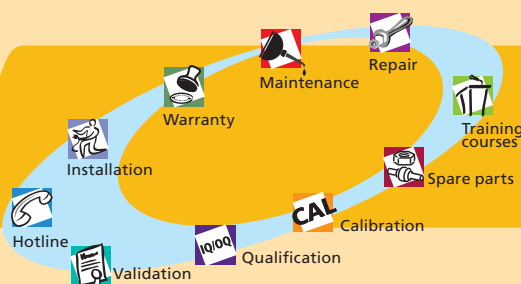 Repair
Maintenance
Warranty
Training
courses
Installation
Spare parts
CAL
Calibration
Hotline
IQ/OQ
Qualification
Validation